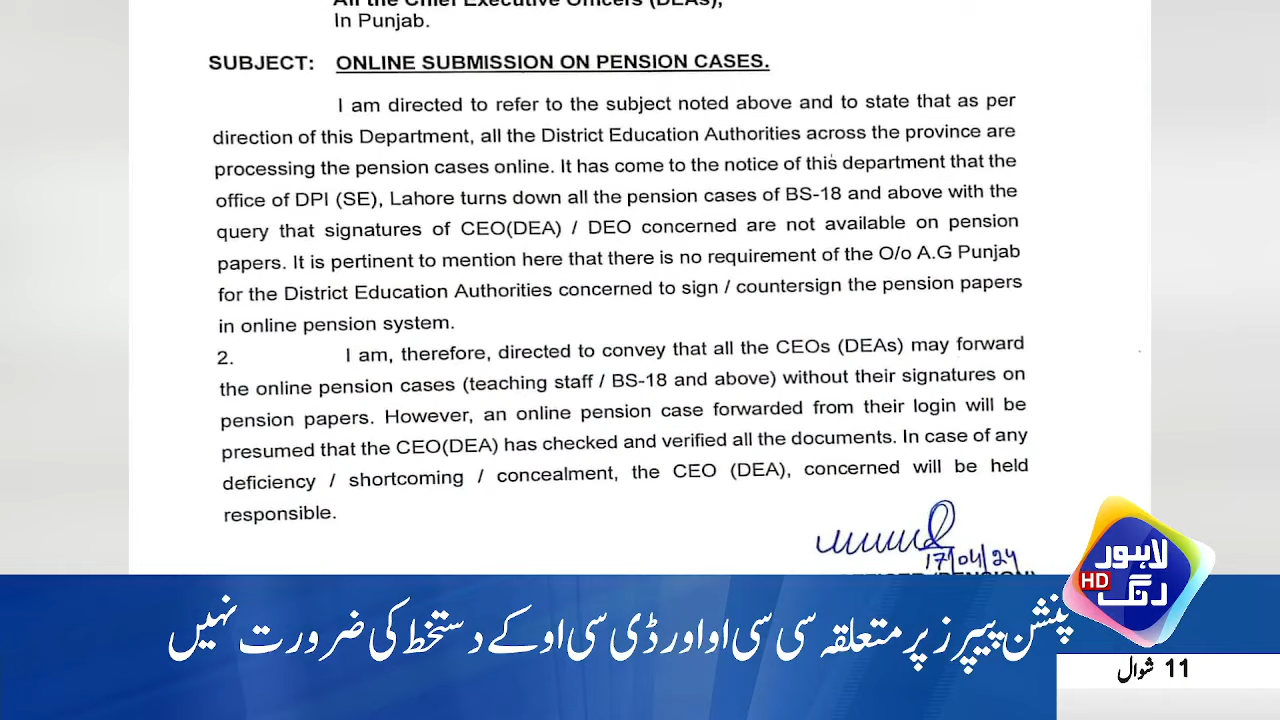 All the Chief Executive Officers (DEAs),
In Punjab.
SUBJECT: ONLINE SUBMISSION ON PENSION CASES.
I am directed to refer to the subject noted above and to state that as per
direction of this Department, all the District Education Authorities across the province are
processing the pension cases online. It has come to the notice of this department that the
office of DPI (SE), Lahore turns down all the pension cases of BS-18 and above with the
query that signatures of CEO(DEA) / DEO concerned are not available on pension
papers. It is pertinent to mention here that there is no requirement of the O/o A.G Punjab
for the District Education Authorities concerned to sign / countersign the pension papers
in online pension system.
2. I am, therefore, directed to convey that all the CEOs (DEAs) may forward
the online pension cases (teaching staff / BS-18 and above) without their signatures on
pension papers. However, an online pension case forwarded from their login will be
presumed that the CEO(DEA) has checked and verified all the documents. In case of any
deficiency / shortcoming / concealment, the CEO (DEA), concerned will be held
responsible.
17/04/24
لاہور
HD
رنگ
پنشن پیپرز پر متعلقہ سی سی او اور ڈی سی او کے دستخط کی ضرورت نہیں
11 شوال